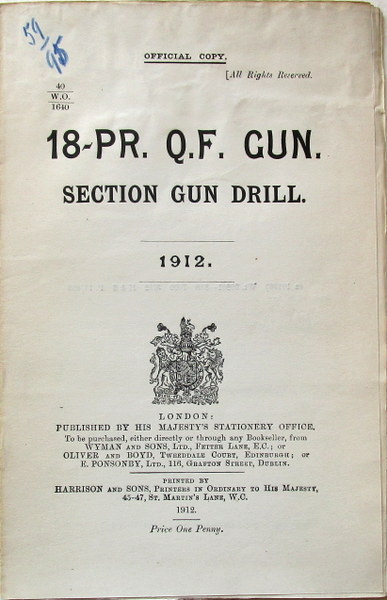 59/95
OFFICIAL COPY.
[All Rights Reserved.
40
W.O.
1640
18-PR. Q.F. GUN.
SECTION GUN DRILL.
1912.
LONDON:
PUBLISHED BY HIS MAJESTY'S STATIONERY OFFICE.
To be purchased, either directly or through any Bookseller, from
WYMAN AND SONS, LTD., FETTER LANE, E.C.; or
OLIVER AND BOYD, TWEEDDALE COURT, EDINBURGH; or
E. PONSONBY, LTD., 116, GRAFTON STREET, DUBLIN.
PRINTED BY
HARRISON AND SONS, PRINTERS IN ORDINARY TO HIS MAJESTY,
45-47, ST. MARTIN'S LANE, W.C.
1912.
Price One Penny.